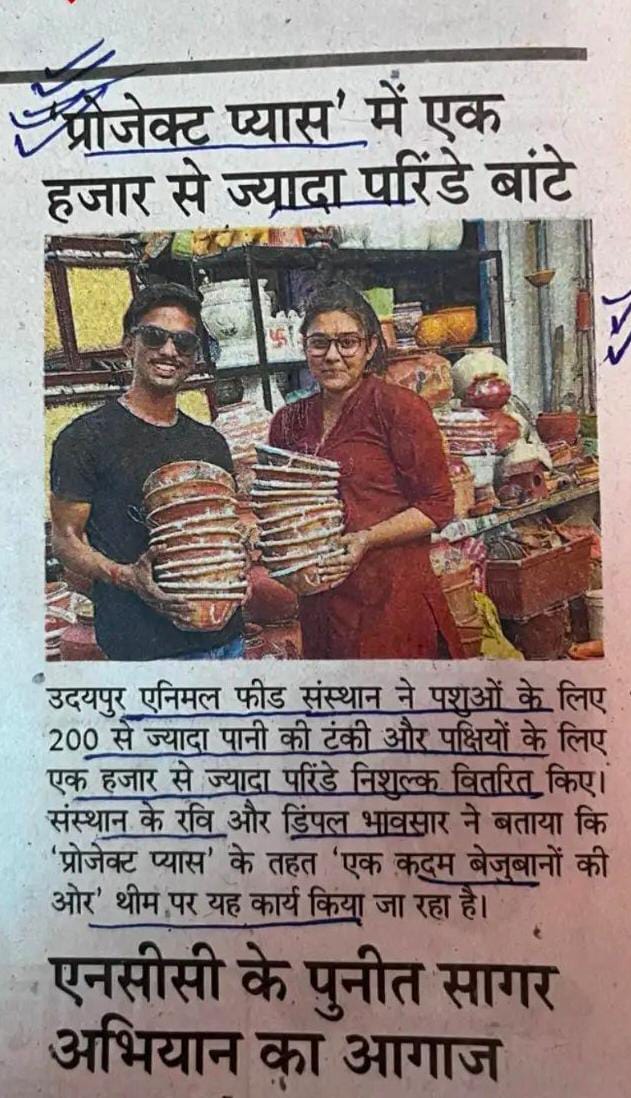 'प्रोजेक्ट प्यास' में एक
हजार से ज्यादा परिंडे बांटे
उदयपुर एनिमल फीड संस्थान ने पशुओं के लिए
200 से ज्यादा पानी की टंकी और पक्षियों के लिए
एक हजार से ज्यादा परिंडे निशुल्क वितरित किए।
संस्थान के रवि और डिंपल भावसार ने बताया कि
'प्रोजेक्ट प्यास' के तहत 'एक कदम बेजुबानों की
ओर' थीम पर यह कार्य किया जा रहा है।
एनसीसी के पुनीत सागर
अभियान का आगाज